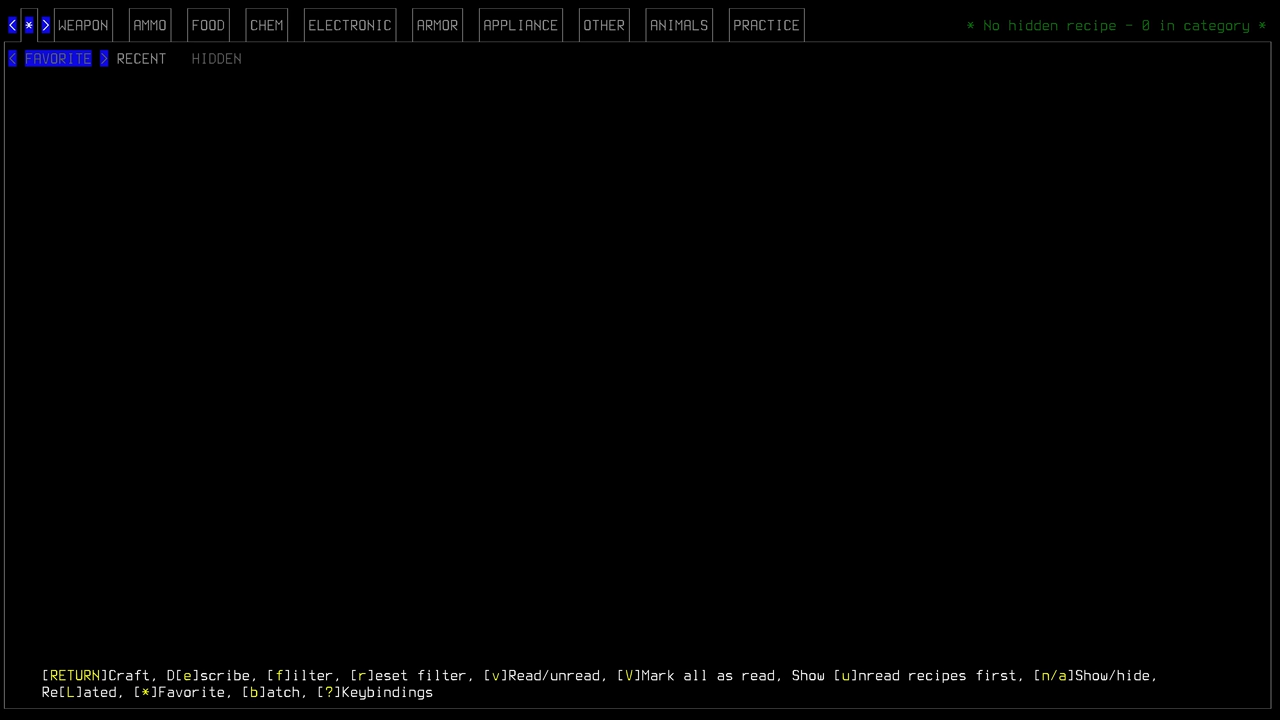 < * > WEAPON AMMO FOOD CHEM ELECTRONIC ARMOR APPLIANCE OTHER ANIMALS PRACTICE * No hidden recipe - 0 in category *
< FAVORITE > RECENT HIDDEN
[RETURN]Craft, D[e]scribe, [f]ilter, [r]eset filter, [v]Read/unread, [V]Mark all as read, Show [u]nread recipes first, [n/a]Show/hide,
Re[L]ated, [*]Favorite, [b]atch, [?]Keybindings